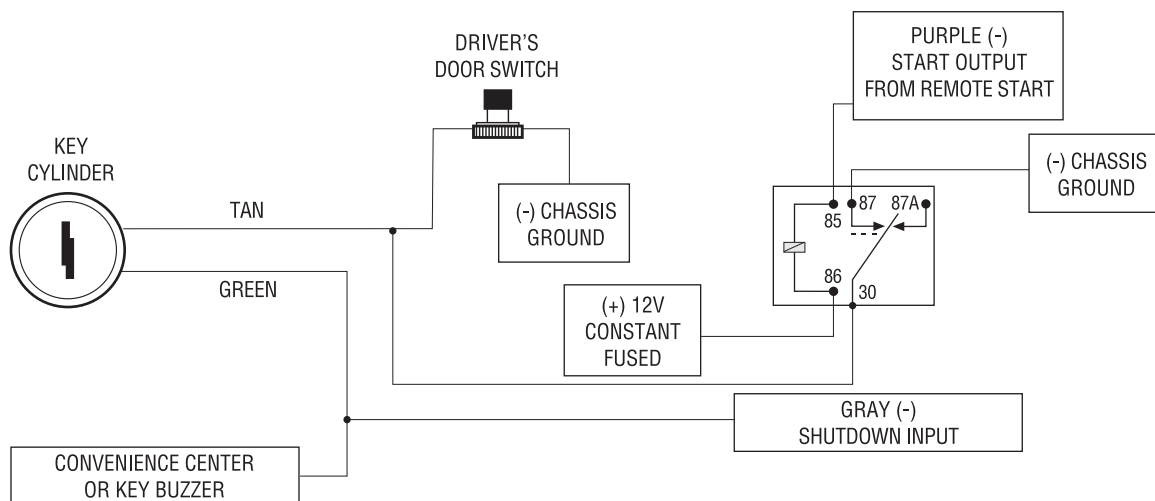 DRIVER'S
DOOR SWITCH
PURPLE (-)
START OUTPUT
FROM REMOTE START
KEY
CYLINDER
(-) CHASSIS
GROUND
TAN
(-) CHASSIS
GROUND
87
87A
85
86
30
GREEN
(+) 12V
CONSTANT
FUSED
GRAY (-)
SHUTDOWN INPUT
CONVENIENCE CENTER
OR KEY BUZZER